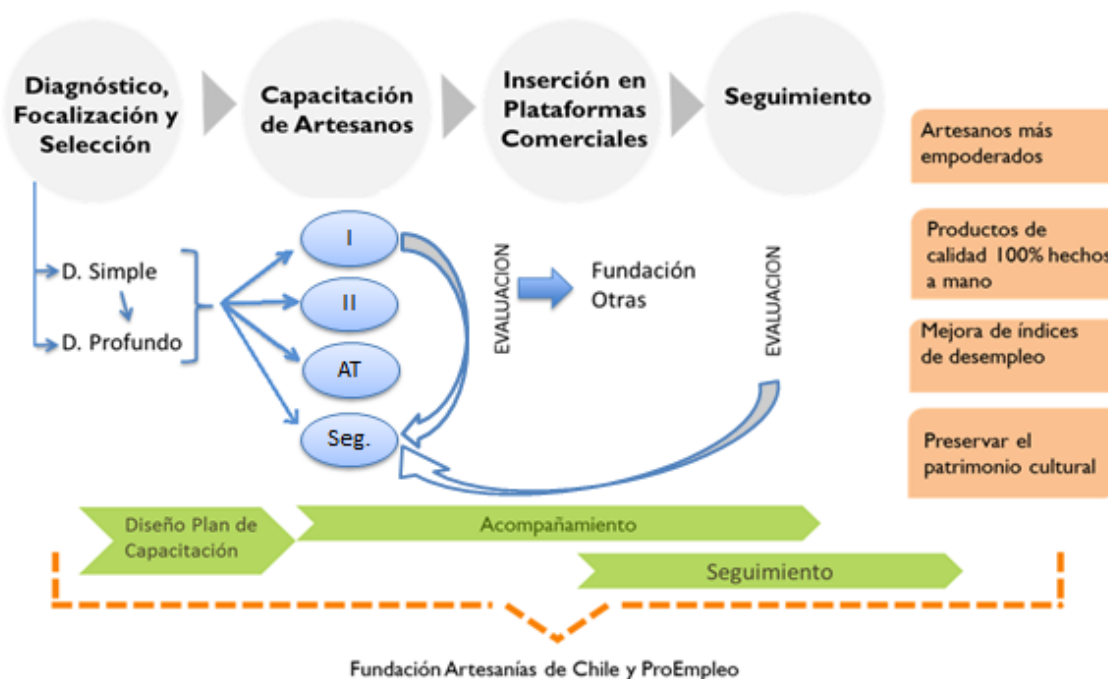 Diagnóstico,
Focalización y
Selección
Capacitación
de Artesanos
Inserción en
Plataformas
Comerciales
Seguimiento
D. Simple
D. Profundo
I
II
AT
Seg.
EVALUACION
Fundación
Otras
EVALUACION
Artesanos más
empoderados
Productos de
calidad 100% hechos
a mano
Mejora de índices
de desempleo
Preservar el
patrimonio cultural
Diseño Plan de
Capacitación
Acompañamiento
Seguimiento
Fundación Artesanías de Chile y ProEmpleo